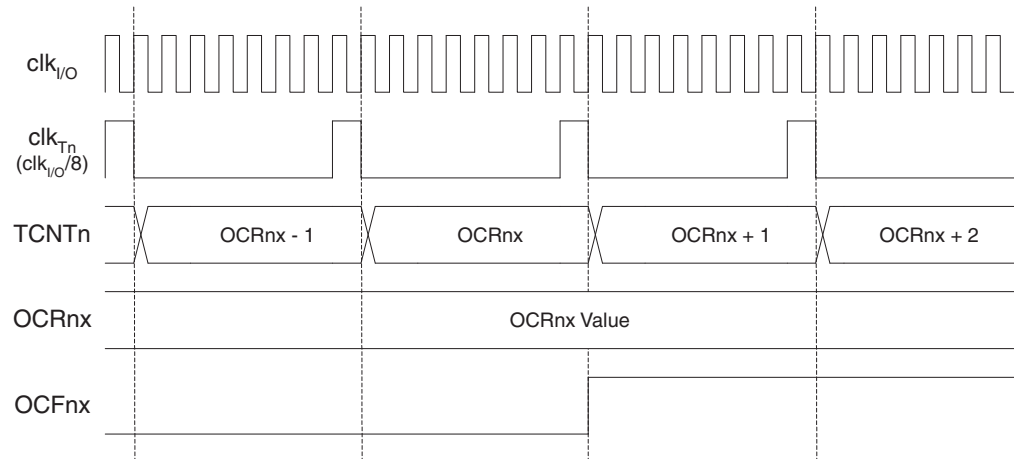 clkI/O
clkTn
(clkI/O/8)
TCNTn
OCRnx - 1
OCRnx
OCRnx + 1
OCRnx + 2
OCRnx
OCRnx Value
OCFnx